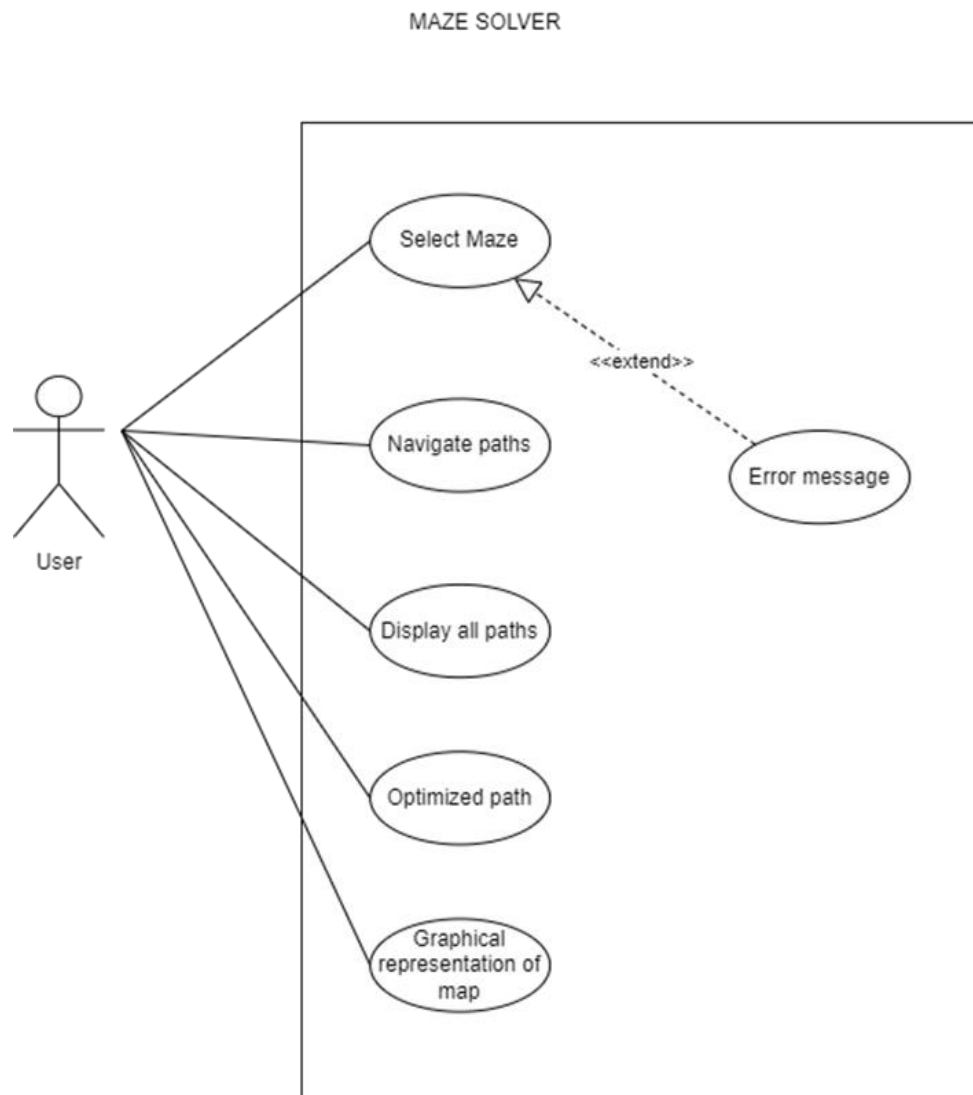 MAZE SOLVER
Select Maze
<<extend>>
Navigate paths
Error message
User
Display all paths
Optimized path
Graphical
representation of
map